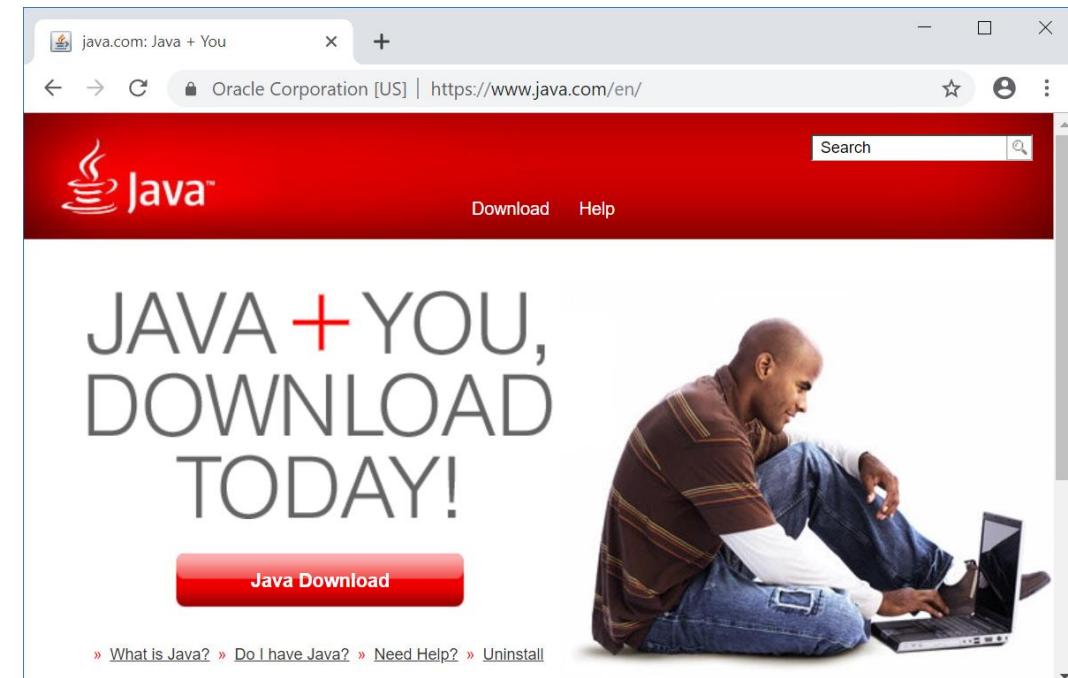 java.com: Java + You
Oracle Corporation [US] | https://www.java.com/en/
Search
Java™
Download Help
JAVA + YOU,
DOWNLOAD
TODAY!
Java Download
» What is Java? » Do I have Java? » Need Help? » Uninstall